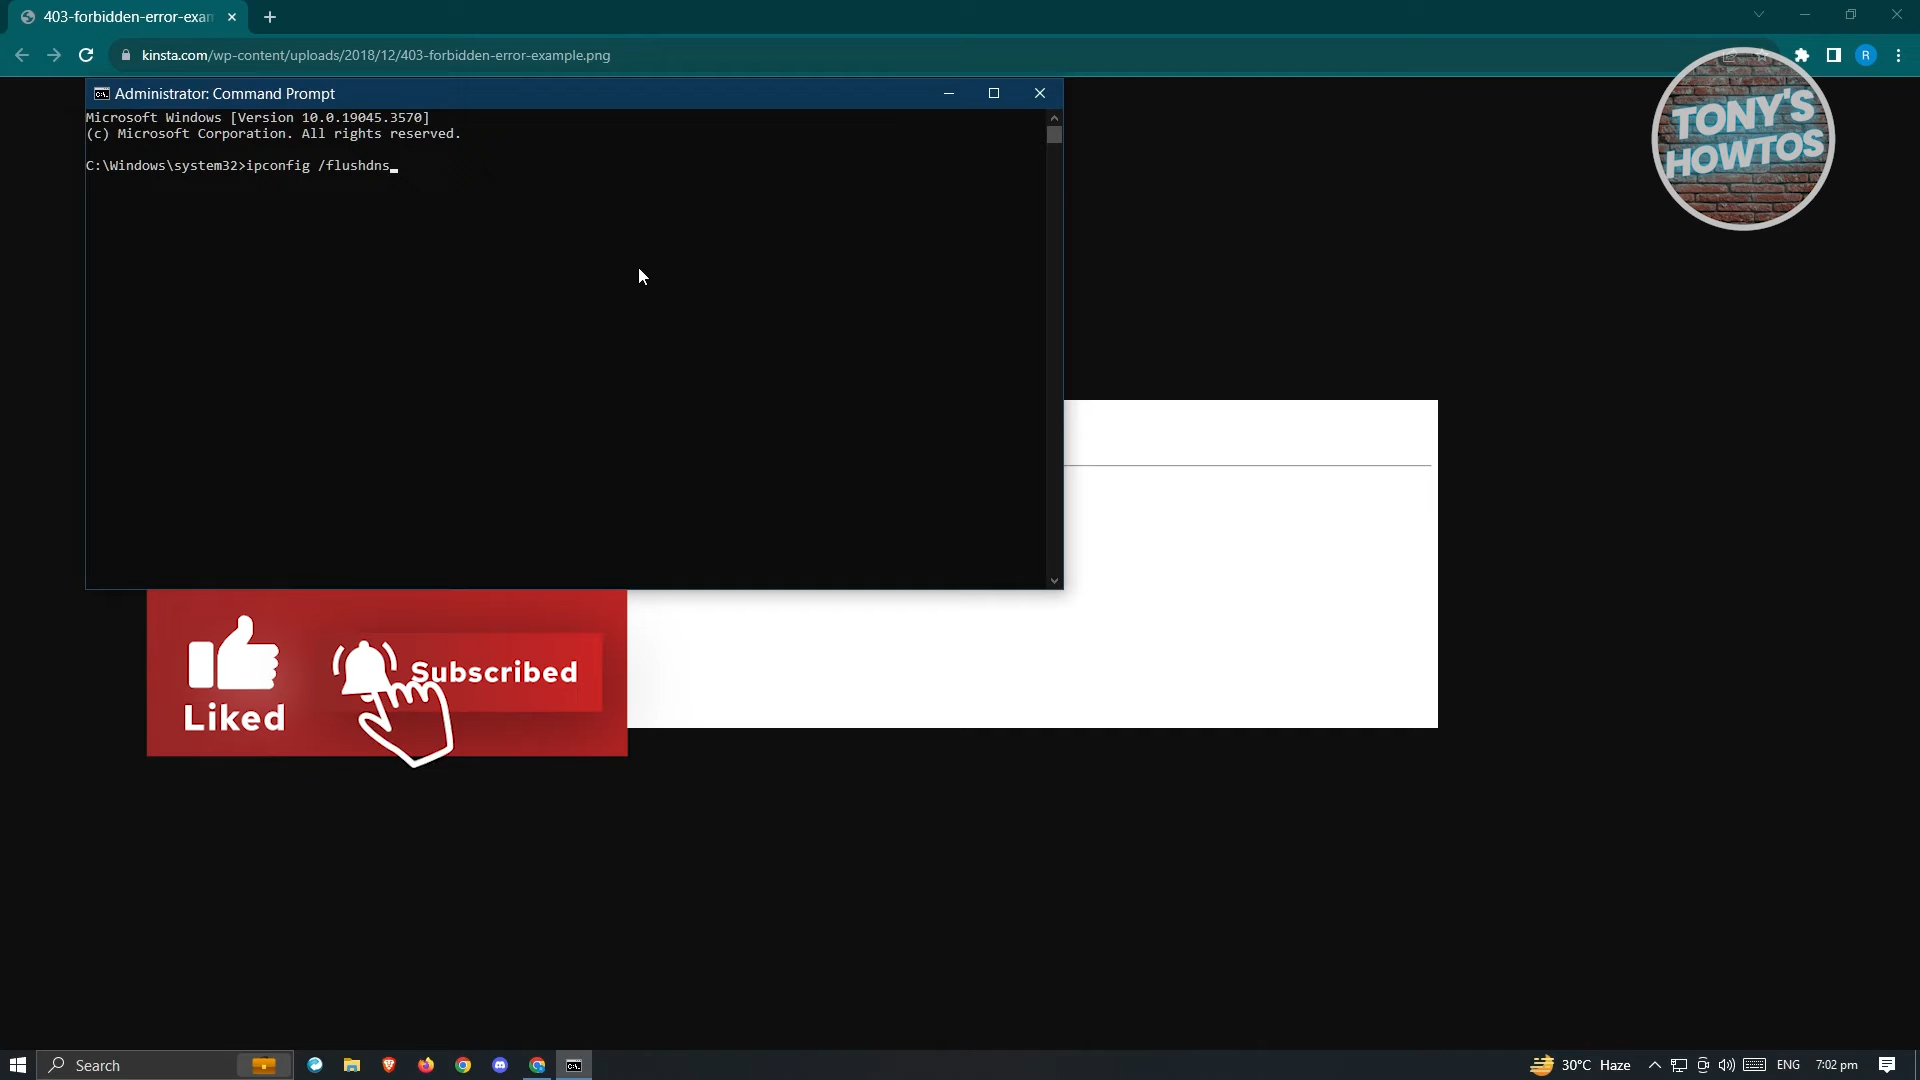 403-forbidden-error-exam
kinsta.com/wp-content/uploads/2018/12/403-forbidden-error-example.png
R
TONY'S
HOWTOS
Administrator: Command Prompt
Microsoft Windows [Version 10.0.19045.3570]
(c) Microsoft Corporation. All rights reserved.
C:\Windows\system32>ipconfig /flushdns
Subscribed
Liked
Search
30°C Haze
ENG
7:02 pm